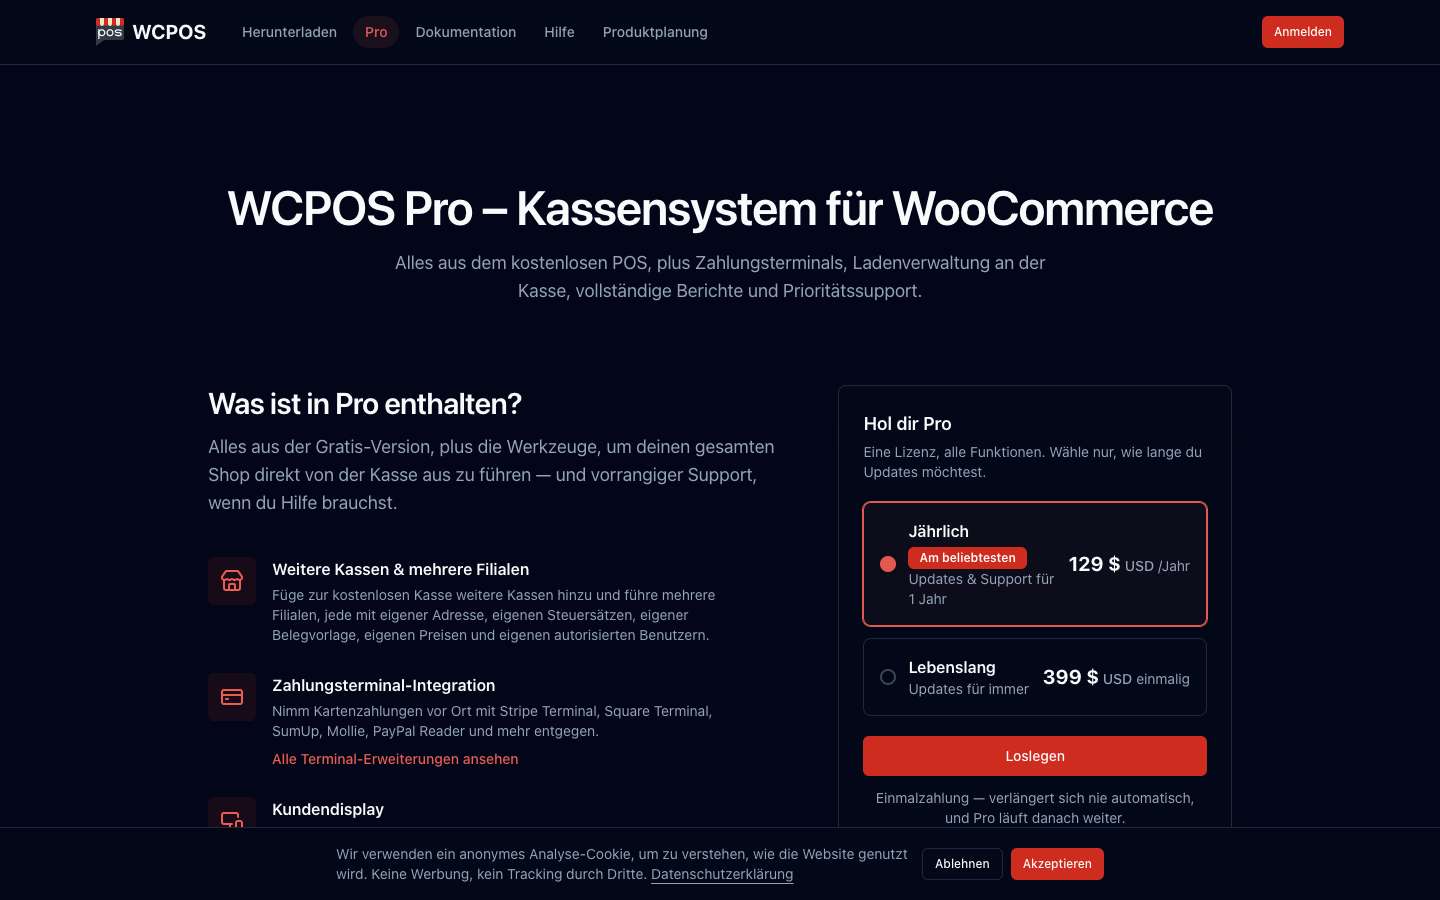 pos WCPOS Herunterladen Pro Dokumentation Hilfe Produktplanung Anmelden
WCPOS Pro – Kassensystem für WooCommerce
Alles aus dem kostenlosen POS, plus Zahlungsterminals, Ladenverwaltung an der
Kasse, vollständige Berichte und Prioritätssupport.
Was ist in Pro enthalten?
Alles aus der Gratis-Version, plus die Werkzeuge, um deinen gesamten
Shop direkt von der Kasse aus zu führen — und vorrangiger Support,
wenn du Hilfe brauchst.
Weitere Kassen & mehrere Filialen
Füge zur kostenlosen Kasse weitere Kassen hinzu und führe mehrere
Filialen, jede mit eigener Adresse, eigenen Steuersätzen, eigener
Belegvorlage, eigenen Preisen und eigenen autorisierten Benutzern.
Zahlungsterminal-Integration
Nimm Kartenzahlungen vor Ort mit Stripe Terminal, Square Terminal,
SumUp, Mollie, PayPal Reader und mehr entgegen.
Alle Terminal-Erweiterungen ansehen
Kundendisplay
Hol dir Pro
Eine Lizenz, alle Funktionen. Wähle nur, wie lange du
Updates möchtest.
Jährlich
Am beliebtesten
129 $ USD /Jahr
Updates & Support für
1 Jahr
Lebenslang
399 $ USD einmalig
Updates für immer
Loslegen
Einmalzahlung — verlängert sich nie automatisch,
und Pro läuft danach weiter.
Wir verwenden ein anonymes Analyse-Cookie, um zu verstehen, wie die Website genutzt
wird. Keine Werbung, kein Tracking durch Dritte. Datenschutzerklärung
Ablehnen
Akzeptieren